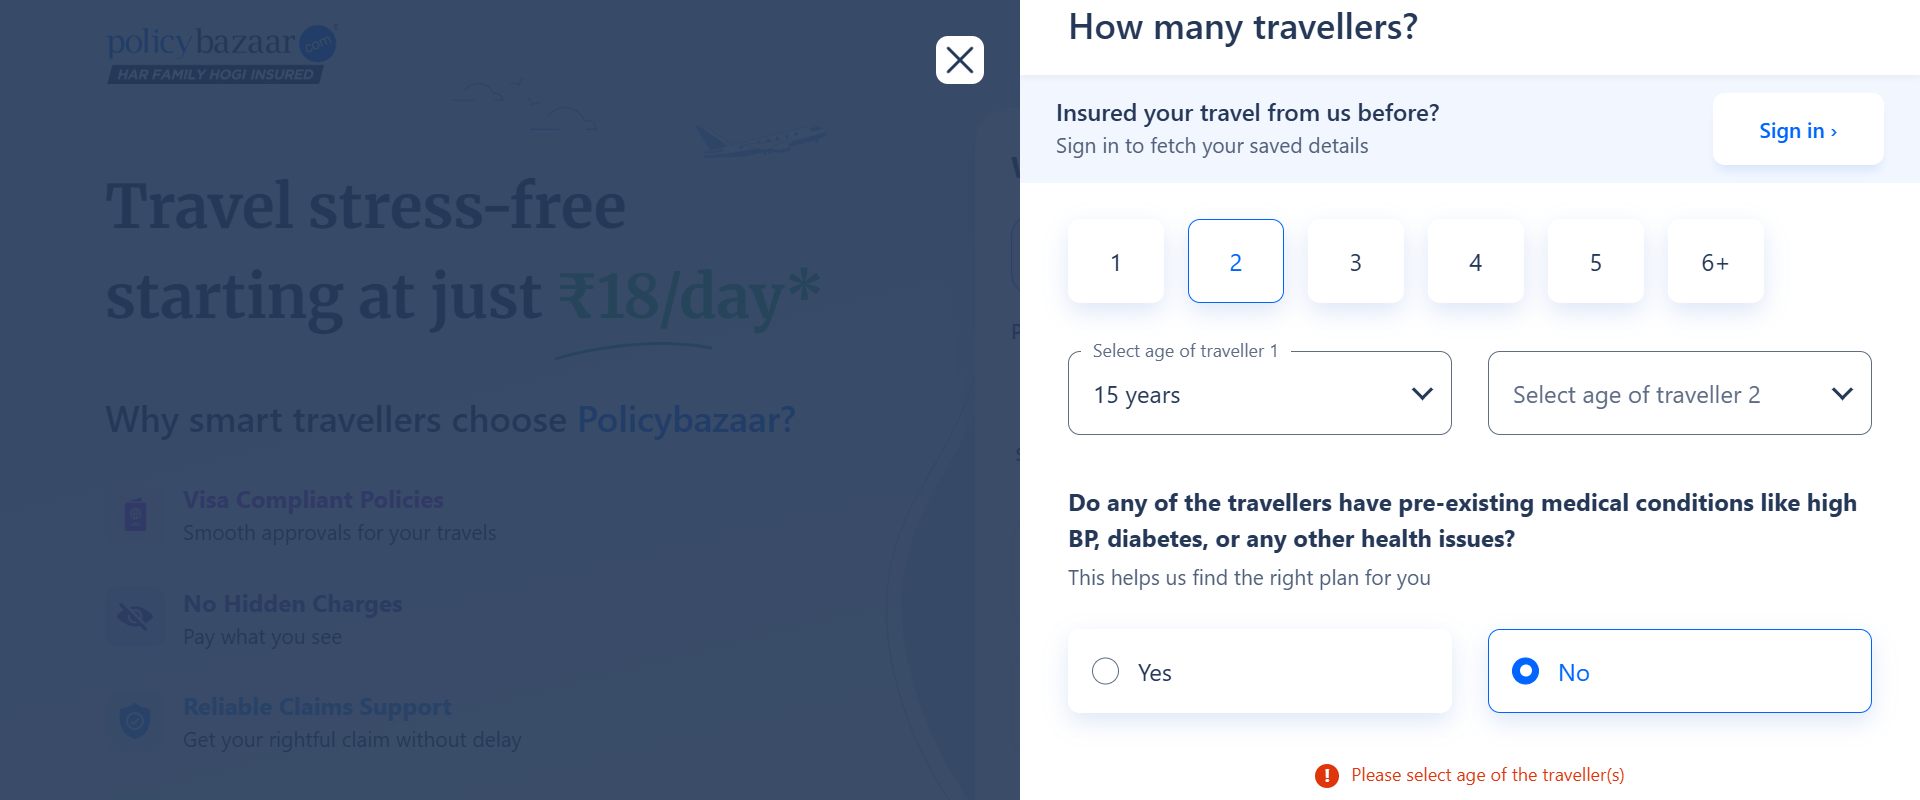 policybazaar.com
HAR FAMILY HOGI INSURED
Travel stress-free
starting at just ₹18/day*
Why smart travellers choose Policybazaar?
Visa Compliant Policies
Smooth approvals for your travels
No Hidden Charges
Pay what you see
Reliable Claims Support
Get your rightful claim without delay
How many travellers?
Insured your travel from us before?
Sign in to fetch your saved details
Sign in ›
1 2 3 4 5 6+
Select age of traveller 1
15 years
Select age of traveller 2
Do any of the travellers have pre-existing medical conditions like high
BP, diabetes, or any other health issues?
This helps us find the right plan for you
Yes
No
Please select age of the traveller(s)